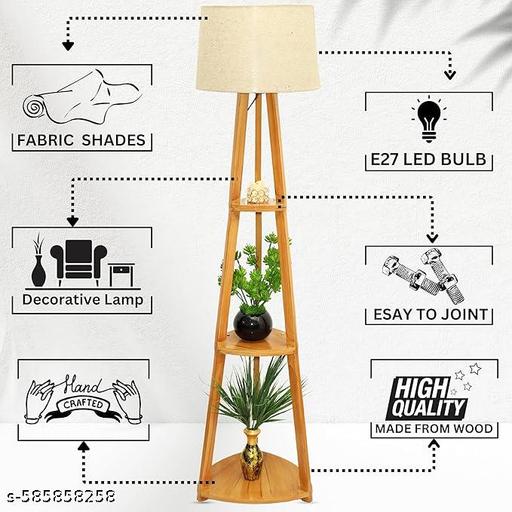 FABRIC SHADES
E27 LED BULB
Decorative Lamp
ESAY TO JOINT
Hand
CRAFTED
HIGH
QUALITY
MADE FROM WOOD
s-585858258